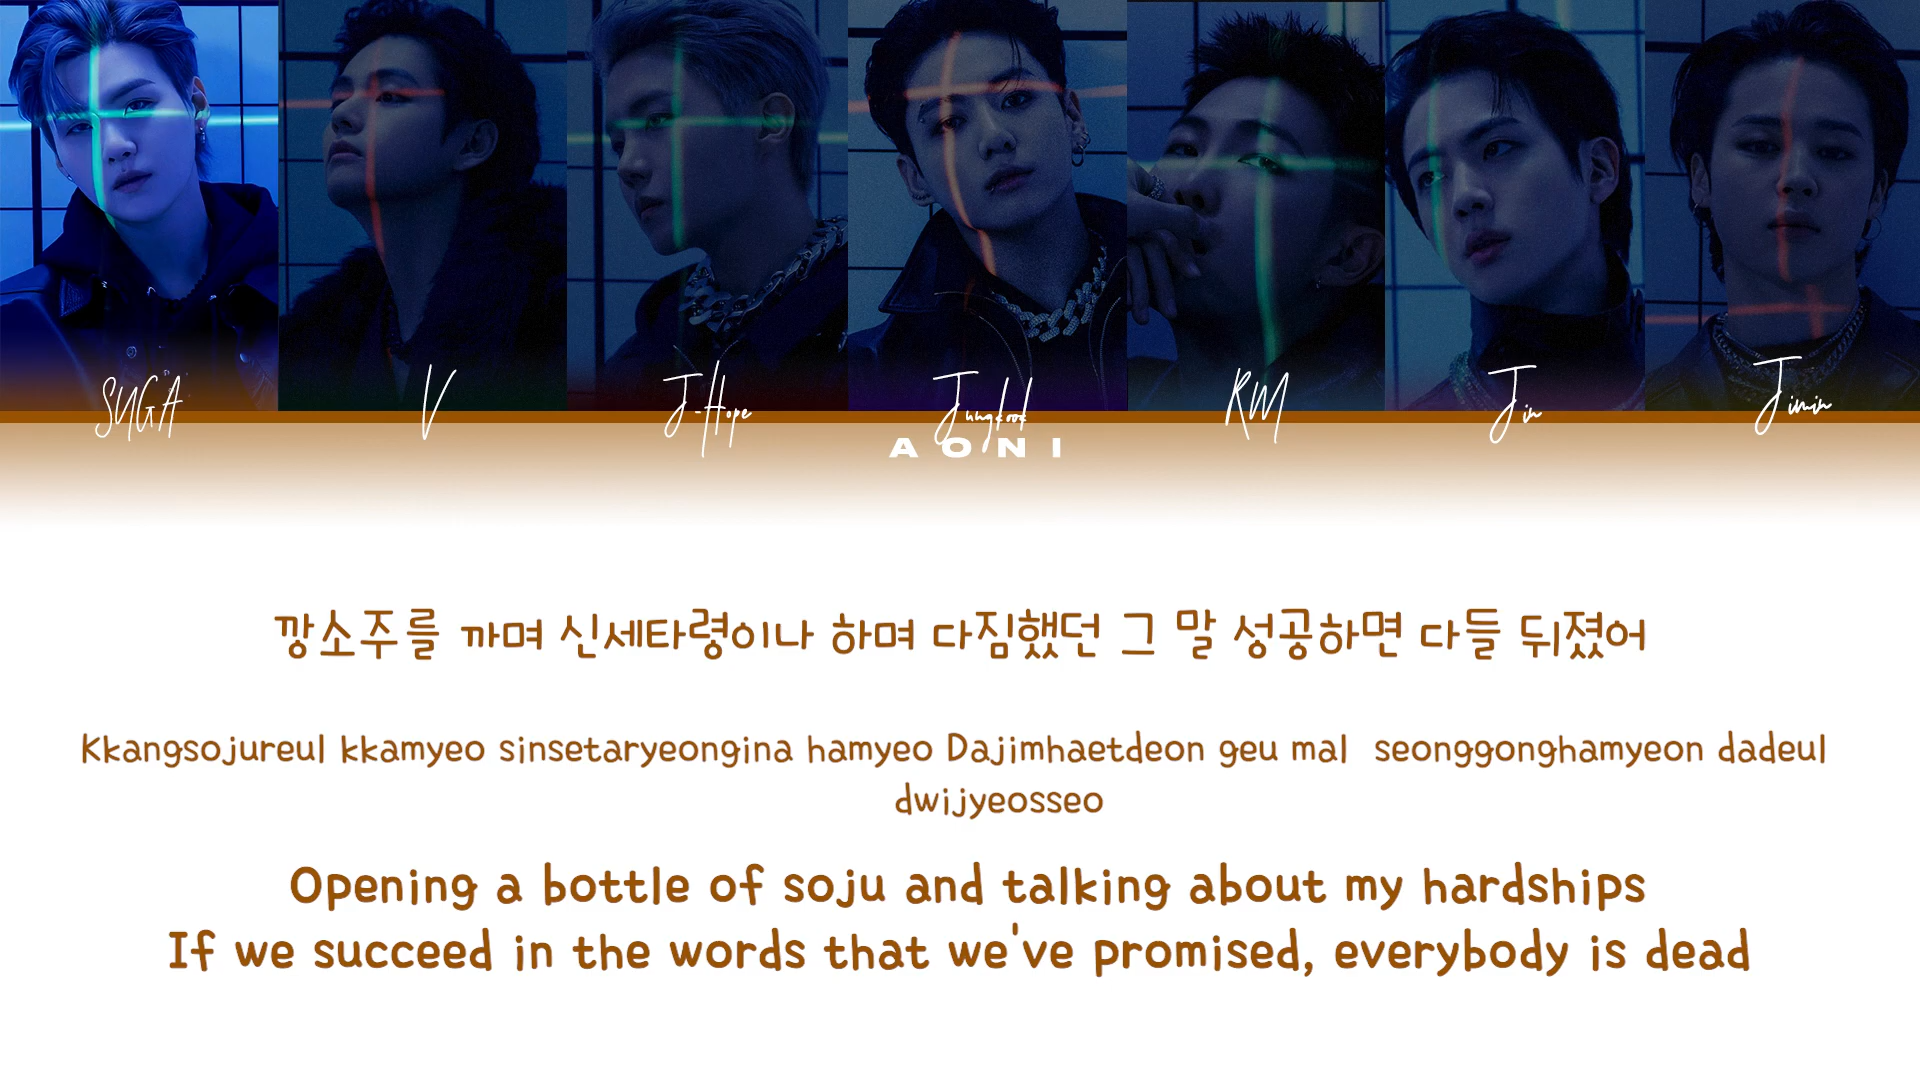 SUGA V J-Hope Jungkook RM Jin Jimin
AONI
깡소주를 까며 신세타령이나 하며 다짐했던 그 말 성공하면 다들 뒤졌어
Kkangsojureul kkamyeo sinsetaryeongina hamyeo Dajimhaetdeon geu mal  seonggonghamyeon dadeul
dwijyeosseo
Opening a bottle of soju and talking about my hardships
If we succeed in the words that we've promised, everybody is dead